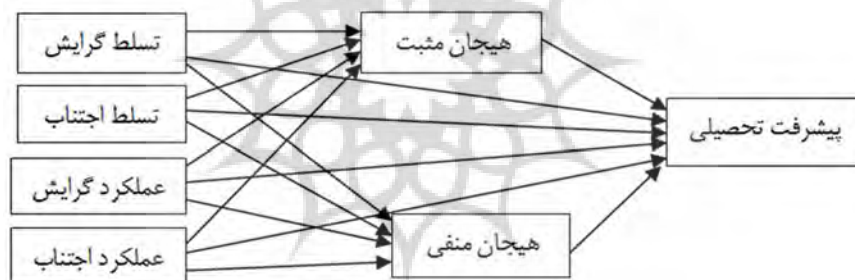 تسلط گرایش
هیجان مثبت
تسلط اجتناب
پیشرفت تحصیلی
عملکرد گرایش
هیجان منفی
عملکرد اجتناب